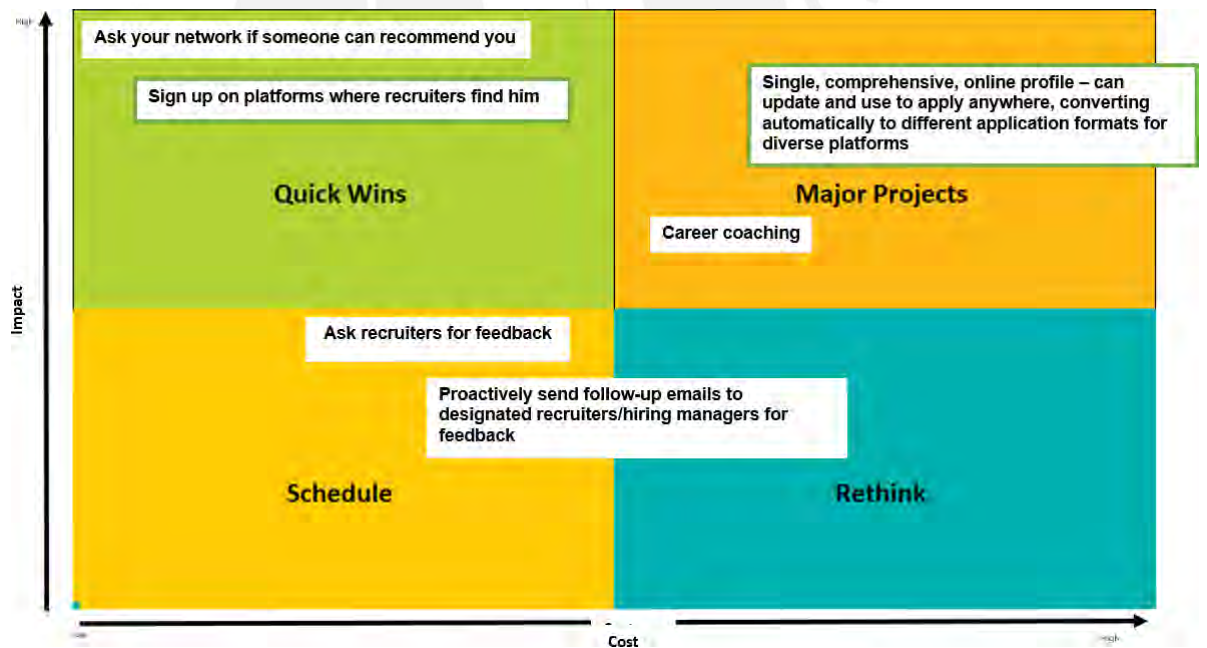 High
Ask your network if someone can recommend you
Sign up on platforms where recruiters find him
Single, comprehensive, online profile – can
update and use to apply anywhere, converting
automatically to different application formats for
diverse platforms
Quick Wins
Major Projects
Career coaching
Impact
Ask recruiters for feedback
Proactively send follow-up emails to
designated recruiters/hiring managers for
feedback
Schedule
Rethink
Cost
High